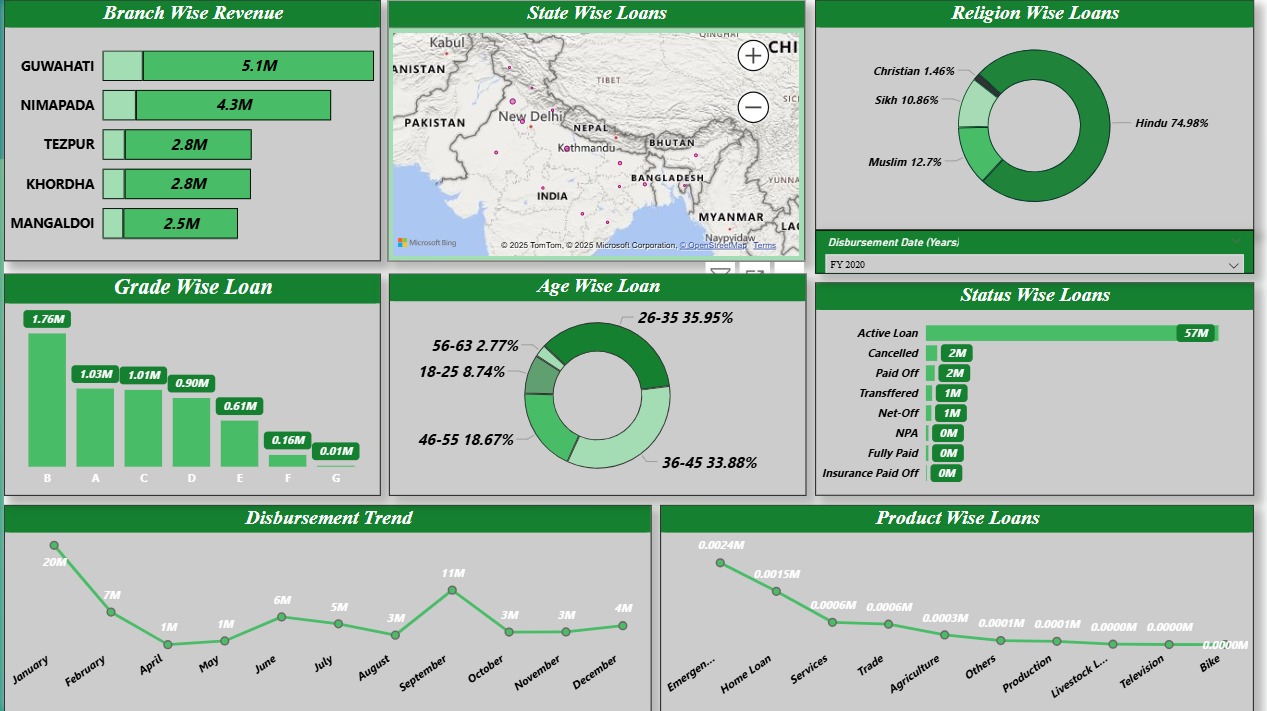 Branch Wise Revenue
GUWAHATI 5.1M
NIMAPADA 4.3M
TEZPUR 2.8M
KHORDHA 2.8M
MANGALDOI 2.5M
State Wise Loans
Kabul
CHI
ANISTAN
TIBET
SIC
New Delhi
PAKISTAN
NEPAL
Kathmandu
BHUTAN
YUNNA
BANGLADESH
INDIA
MYANMAR
LAO
Naypyidaw
Microsoft Bing
© 2025 TomTom, © 2025 Microsoft Corporation, © OpenStreetMap Terms
Religion Wise Loans
Christian 1.46%
Sikh 10.86%
Hindu 74.98%
Muslim 12.7%
Disbursement Date (Years)
FY 2020
Grade Wise Loan
1.76M
1.03M 1.01M
0.90M
0.61M
0.16M
0.01M
B A C D E F G
Age Wise Loan
26-35 35.95%
56-63 2.77%
18-25 8.74%
46-55 18.67%
36-45 33.88%
Status Wise Loans
Active Loan 57M
Cancelled 2M
Paid Off 2M
Transffered 1M
Net-Off 1M
NPA 0M
Fully Paid 0M
Insurance Paid Off 0M
Disbursement Trend
20M 7M 1M 1M 6M 5M 3M 11M 3M 3M 4M
January February April May June July August September October November December
Product Wise Loans
0.0024M 0.0015M 0.0006M 0.0006M 0.0003M 0.0001M 0.0001M 0.0000M 0.0000M 0.0000M
Emergen... Home Loan Services Trade Agriculture Others Production Livestock L... Television Bike